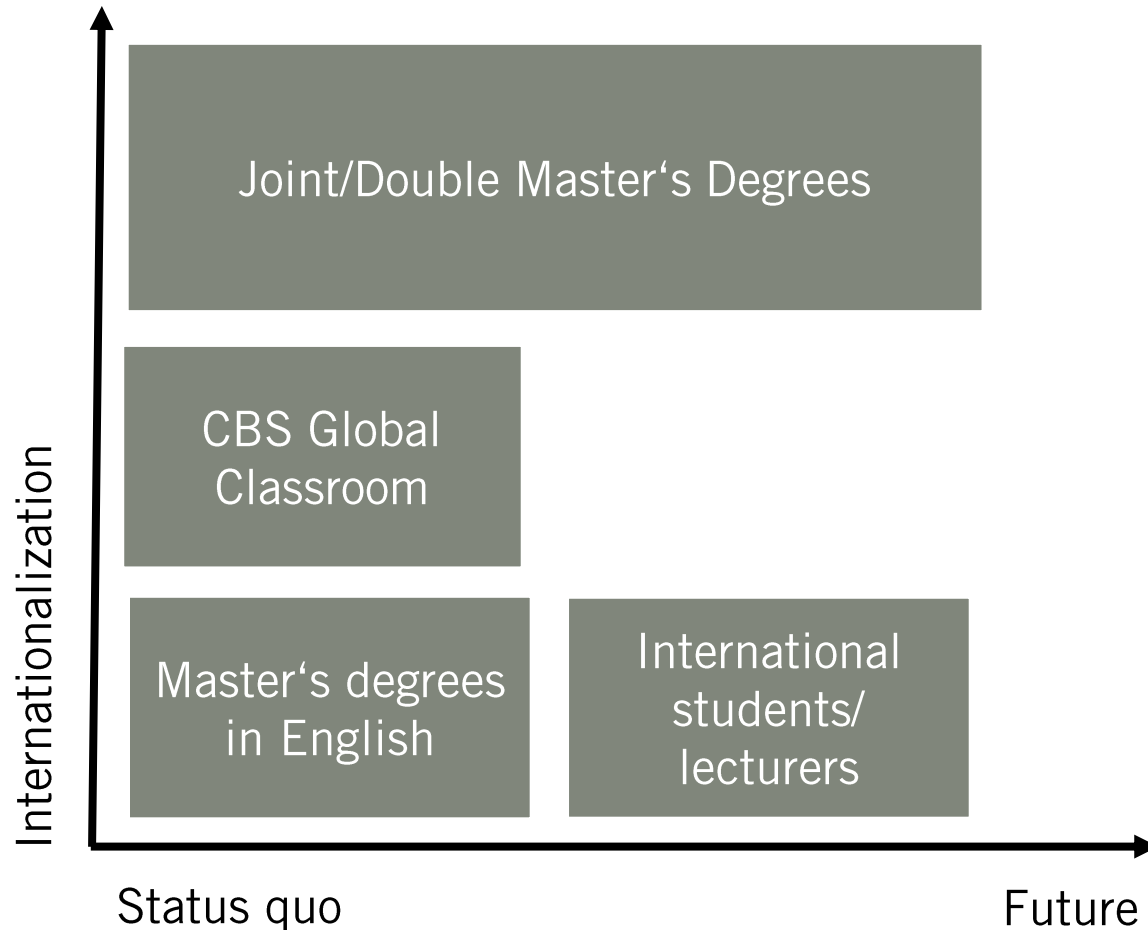 Joint/Double Master‘s Degrees
CBS Global
Classroom
Master‘s degrees
in English
International
students/
lecturers
Internationalization
Status quo
Future